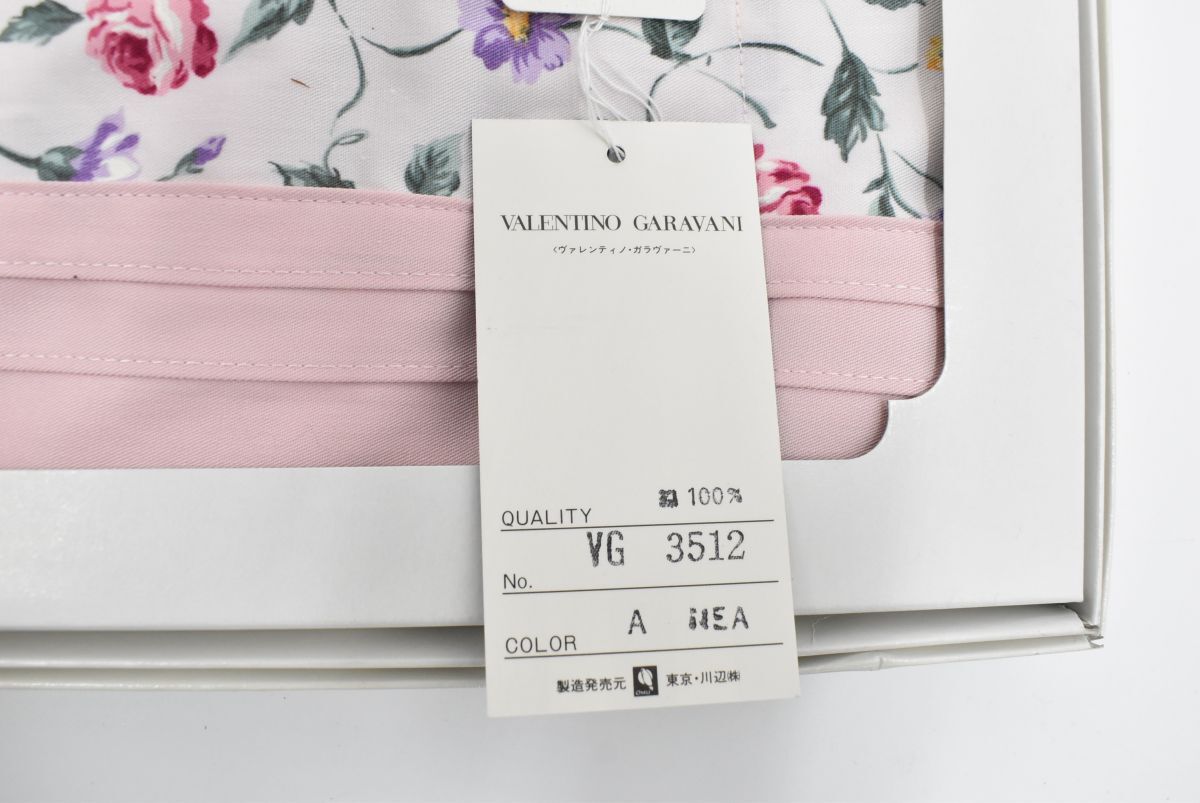 VALENTINO GARAVANI
〈ヴァレンティノ・ガラヴァーニ〉
QUALITY 綿 100%
No. VG 3512
COLOR A NEA
製造発売元 東京・川辺㈱